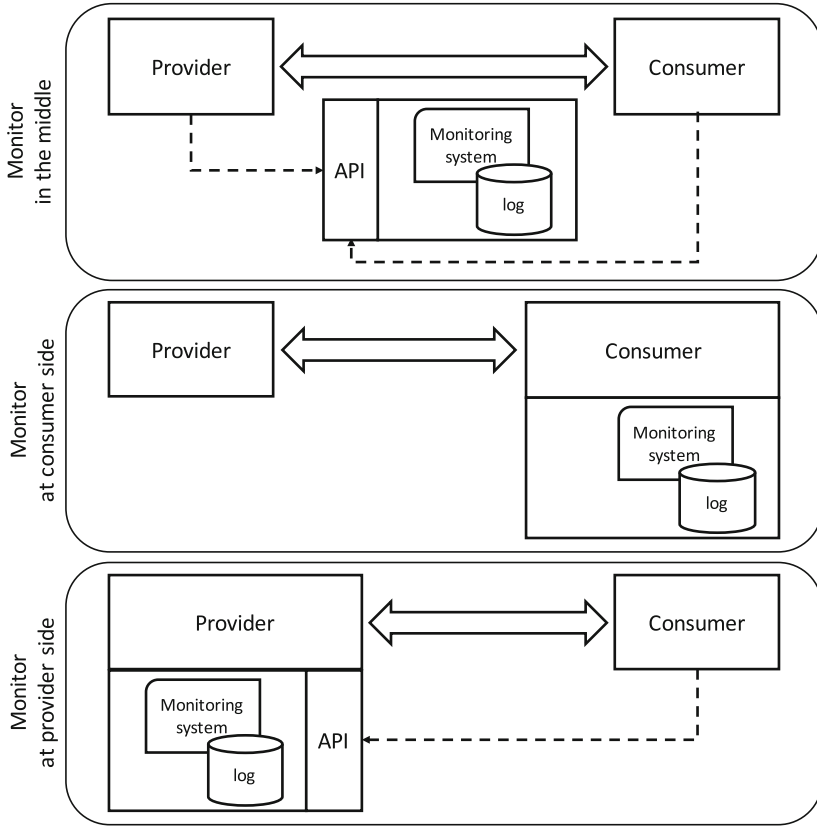 Monitor
in the middle
Provider
Consumer
API
Monitoring
system
log
Monitor
at consumer side
Provider
Consumer
Monitoring
system
log
Monitor
at provider side
Provider
Consumer
Monitoring
system
log
API